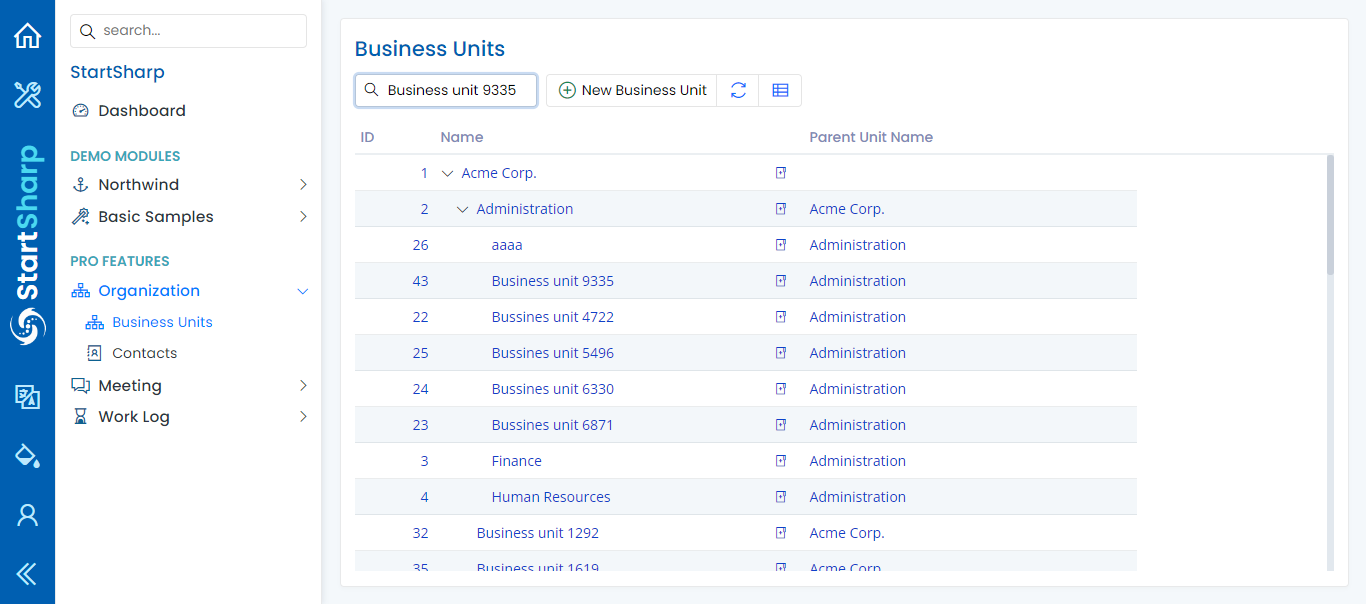 StartSharp
search...
StartSharp
Dashboard
DEMO MODULES
Northwind
Basic Samples
PRO FEATURES
Organization
Business Units
Contacts
Meeting
Work Log
Business Units
Business unit 9335 New Business Unit
ID Name Parent Unit Name
1 Acme Corp.
2 Administration Acme Corp.
26 aaaa Administration
43 Business unit 9335 Administration
22 Bussines unit 4722 Administration
25 Bussines unit 5496 Administration
24 Bussines unit 6330 Administration
23 Bussines unit 6871 Administration
3 Finance Administration
4 Human Resources Administration
32 Business unit 1292 Acme Corp.
35 Business unit 1619 Acme Corp.